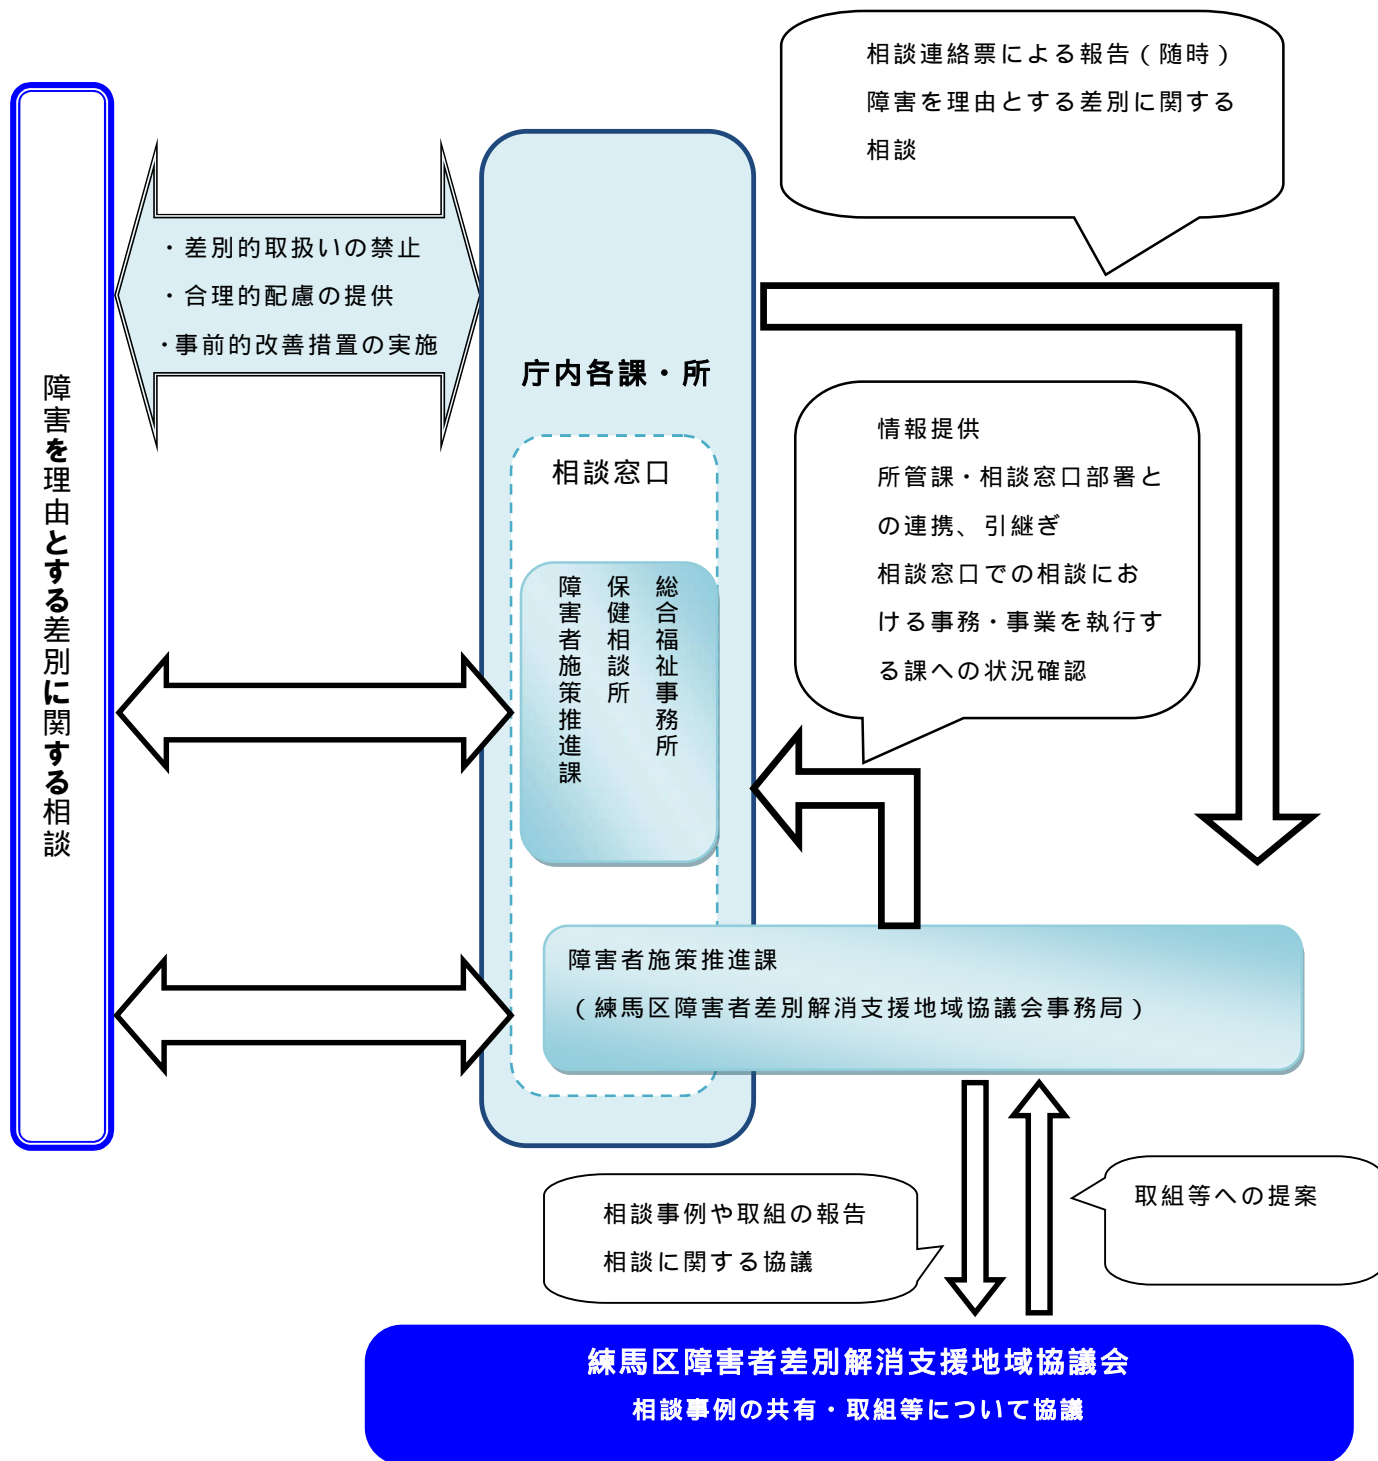 相談連絡票による報告(随時)
障害を理由とする差別に関する
相談
・差別的取扱いの禁止
・合理的配慮の提供
・事前的改善措置の実施
障害を理由とする差別に関する相談
庁内各課・所
相談窓口
総合福祉事務所
保健相談所
障害者施策推進課
情報提供
所管課・相談窓口部署と
の連携、引継ぎ
相談窓口での相談にお
ける事務・事業を執行す
る課への状況確認
障害者施策推進課
(練馬区障害者差別解消支援地域協議会事務局)
相談事例や取組の報告
相談に関する協議
取組等への提案
練馬区障害者差別解消支援地域協議会
相談事例の共有・取組等について協議